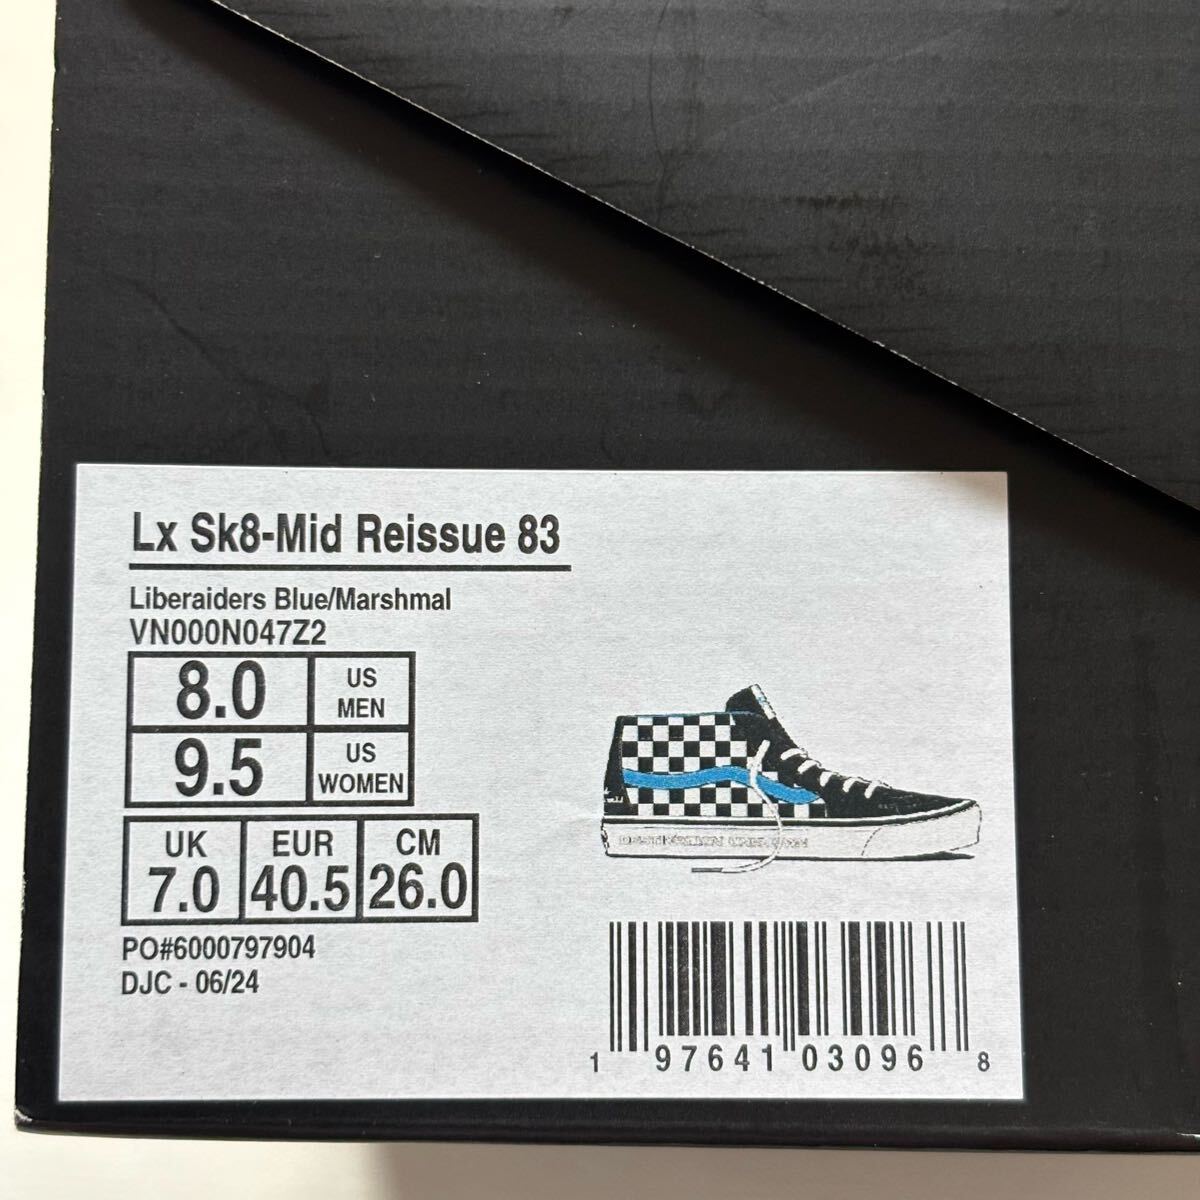 Lx Sk8-Mid Reissue 83
Liberaiders Blue/Marshmal
VN000N047Z2
8.0 US MEN
9.5 US WOMEN
UK EUR CM
7.0 40.5 26.0
PO#6000797904
DJC - 06/24
1 97641 03096 8